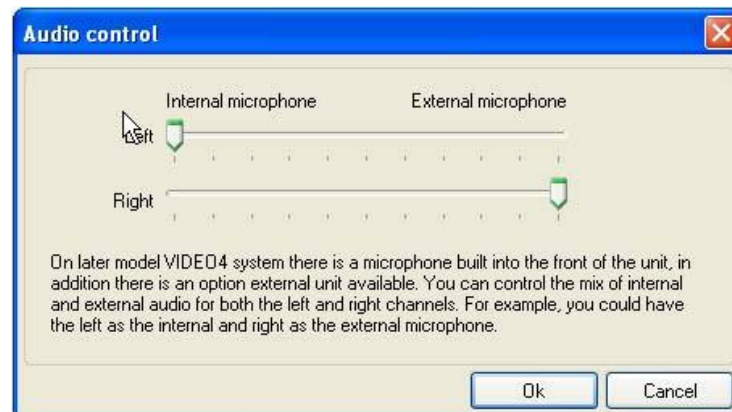 Audio control
Internal microphone External microphone
Left
Right
On later model VIDEO4 system there is a microphone built into the front of the unit, in
addition there is an option external unit available. You can control the mix of internal
and external audio for both the left and right channels. For example, you could have
the left as the internal and right as the external microphone.
Ok Cancel